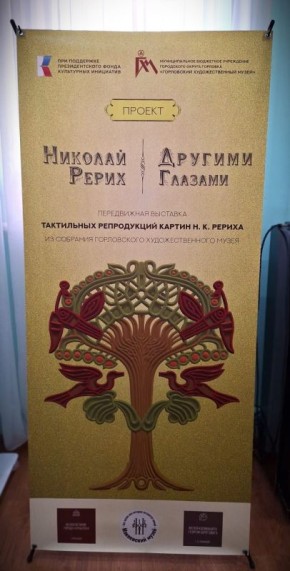 ПРИ ПОДДЕРЖКЕ
ПРЕЗИДЕНТСКОГО ФОНДА
КУЛЬТУРНЫХ ИНИЦИАТИВ
ГХМ
МУНИЦИПАЛЬНОЕ БЮДЖЕТНОЕ УЧРЕЖДЕНИЕ
ГОРОДСКОГО ОКРУГА ГОРЛОВКА
«ГОРЛОВСКИЙ ХУДОЖЕСТВЕННЫЙ МУЗЕЙ»
ПРОЕКТ
НИКОЛАЙ РЕРИХ
ДРУГИМИ ГЛАЗАМИ
ПЕРЕДВИЖНАЯ ВЫСТАВКА
ТАКТИЛЬНЫХ РЕПРОДУКЦИЙ КАРТИН Н. К. РЕРИХА
ИЗ СОБРАНИЯ ГОРЛОВСКОГО ХУДОЖЕСТВЕННОГО МУЗЕЯ